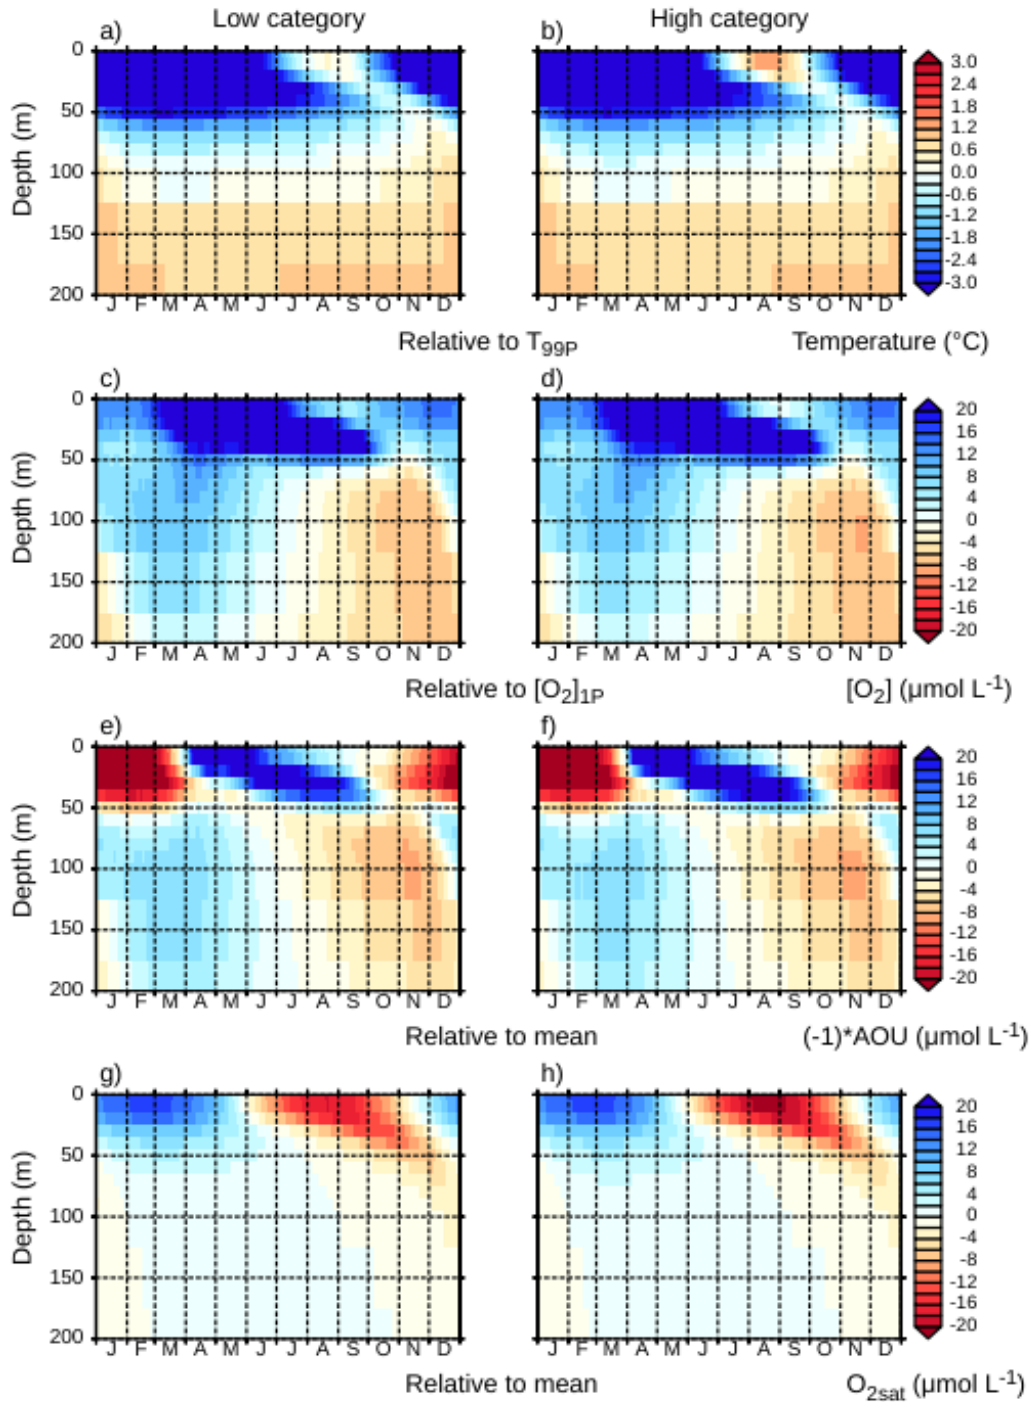 Low category
High category
a)
b)
0
50
100
150
200
Depth (m)
J F M A M J J A S O N D
J F M A M J J A S O N D
3.0
2.4
1.8
1.2
0.6
0.0
-0.6
-1.2
-1.8
-2.4
-3.0
Relative to T99P
Temperature (°C)
c)
d)
0
50
100
150
200
Depth (m)
J F M A M J J A S O N D
J F M A M J J A S O N D
20
16
12
8
4
0
-4
-8
-12
-16
-20
Relative to [O2]1P
[O2] (µmol L-1)
e)
f)
0
50
100
150
200
Depth (m)
J F M A M J J A S O N D
J F M A M J J A S O N D
20
16
12
8
4
0
-4
-8
-12
-16
-20
Relative to mean
(-1)*AOU (µmol L-1)
g)
h)
0
50
100
150
200
Depth (m)
J F M A M J J A S O N D
J F M A M J J A S O N D
20
16
12
8
4
0
-4
-8
-12
-16
-20
Relative to mean
O2sat (µmol L-1)